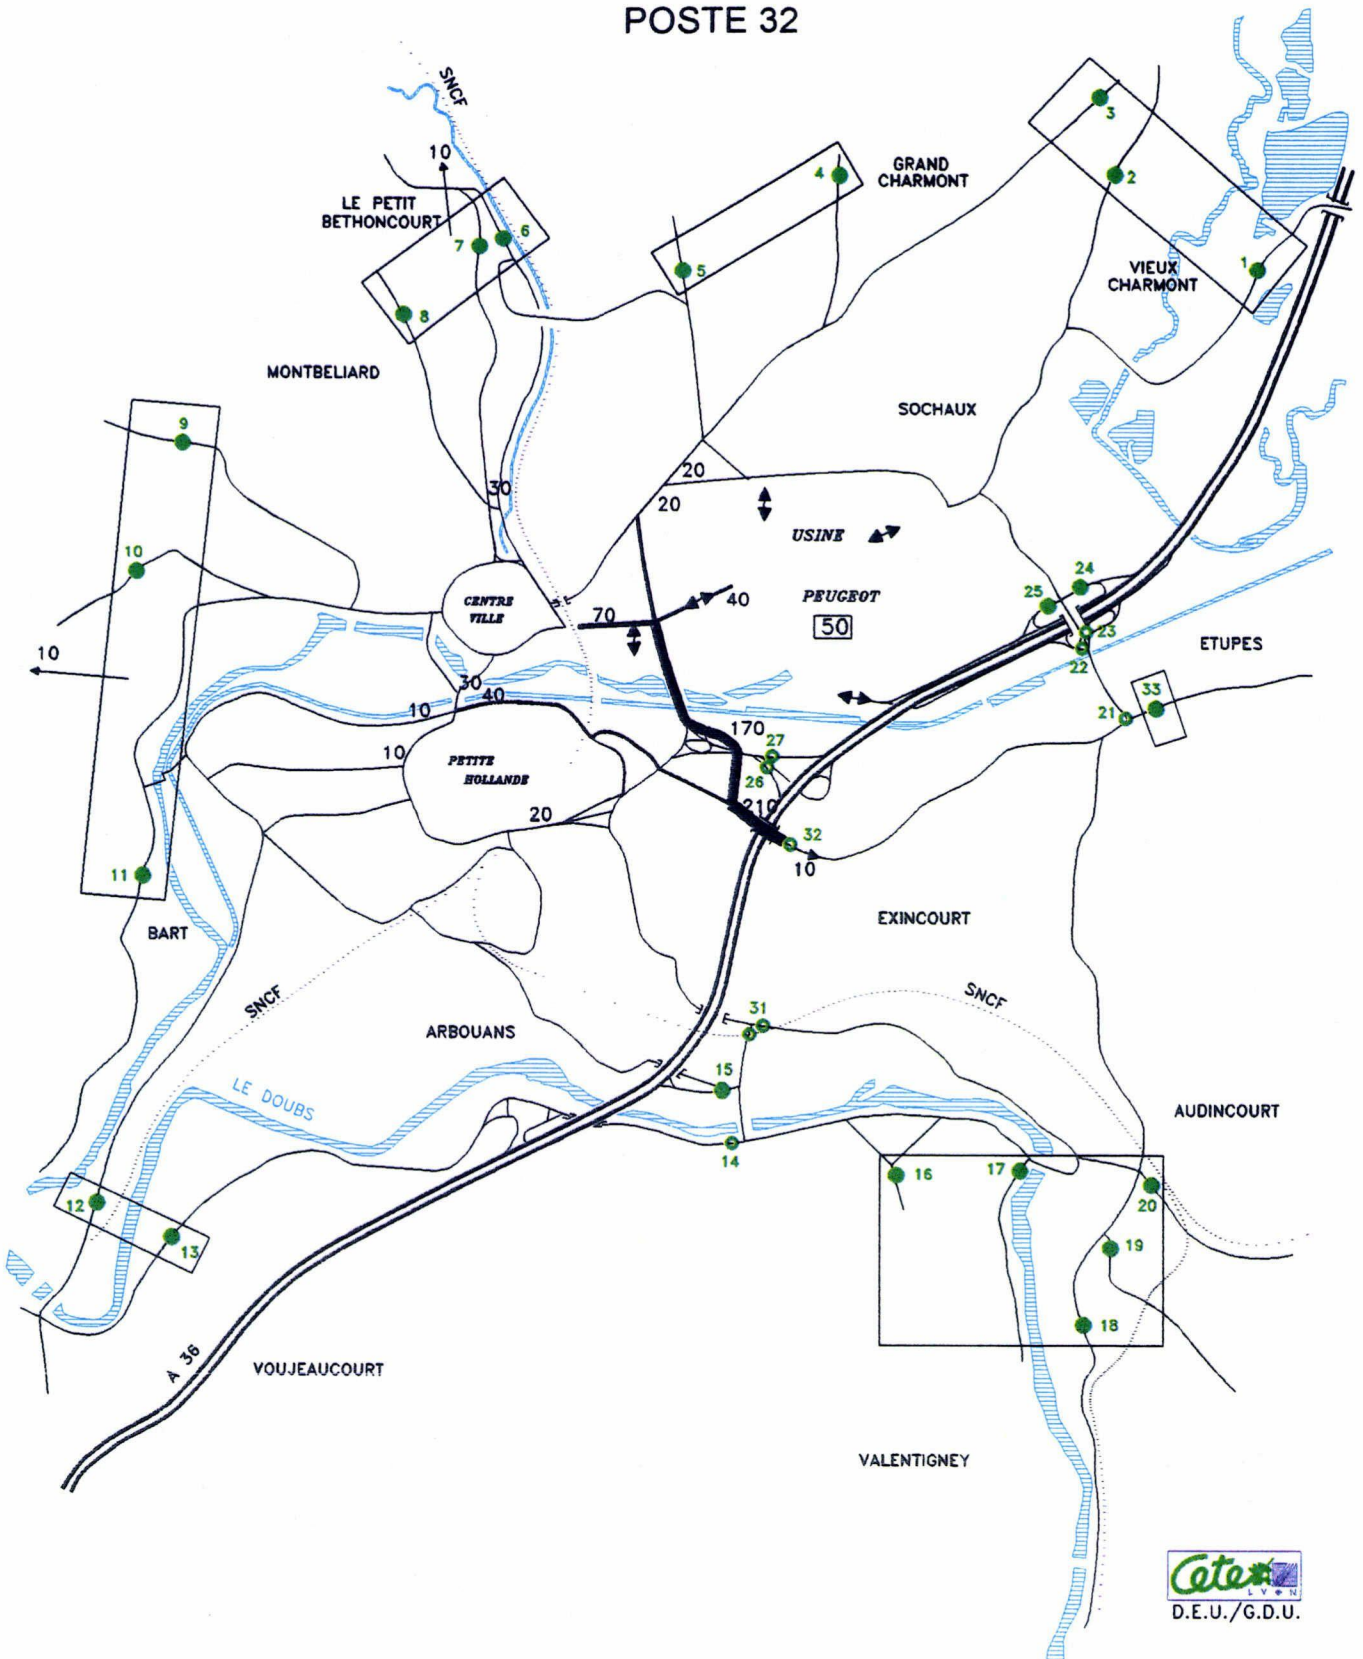 POSTE 32
SNCF
3
10
GRAND
CHARMONT
4
2
LE PETIT
BETHONCOURT
6
7
5
VIEUX
CHARMONT
1
8
MONTBELIARD
SOCHAUX
9
20
30
20
USINE
10
CENTRE
VILLE
70
40
PEUGEOT
50
24
25
23
22
ETUPES
10
30
40
10
33
21
170
27
26
10
PETITE
HOLLANDE
20
210
32
10
11
BART
EXINCOURT
SNCF
SNCF
31
ARBOUANS
15
LE DOUBS
AUDINCOURT
14
16
17
20
12
13
19
18
A 36
VOUJEAUCOURT
VALENTIGNEY
Cete
LYON
D.E.U./G.D.U.